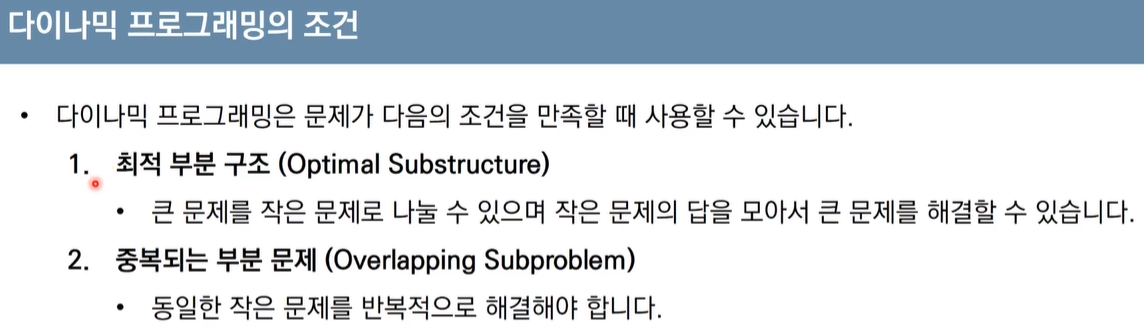 다이나믹 프로그래밍의 조건
• 다이나믹 프로그래밍은 문제가 다음의 조건을 만족할 때 사용할 수 있습니다.
1. 최적 부분 구조 (Optimal Substructure)
• 큰 문제를 작은 문제로 나눌 수 있으며 작은 문제의 답을 모아서 큰 문제를 해결할 수 있습니다.
2. 중복되는 부분 문제 (Overlapping Subproblem)
• 동일한 작은 문제를 반복적으로 해결해야 합니다.